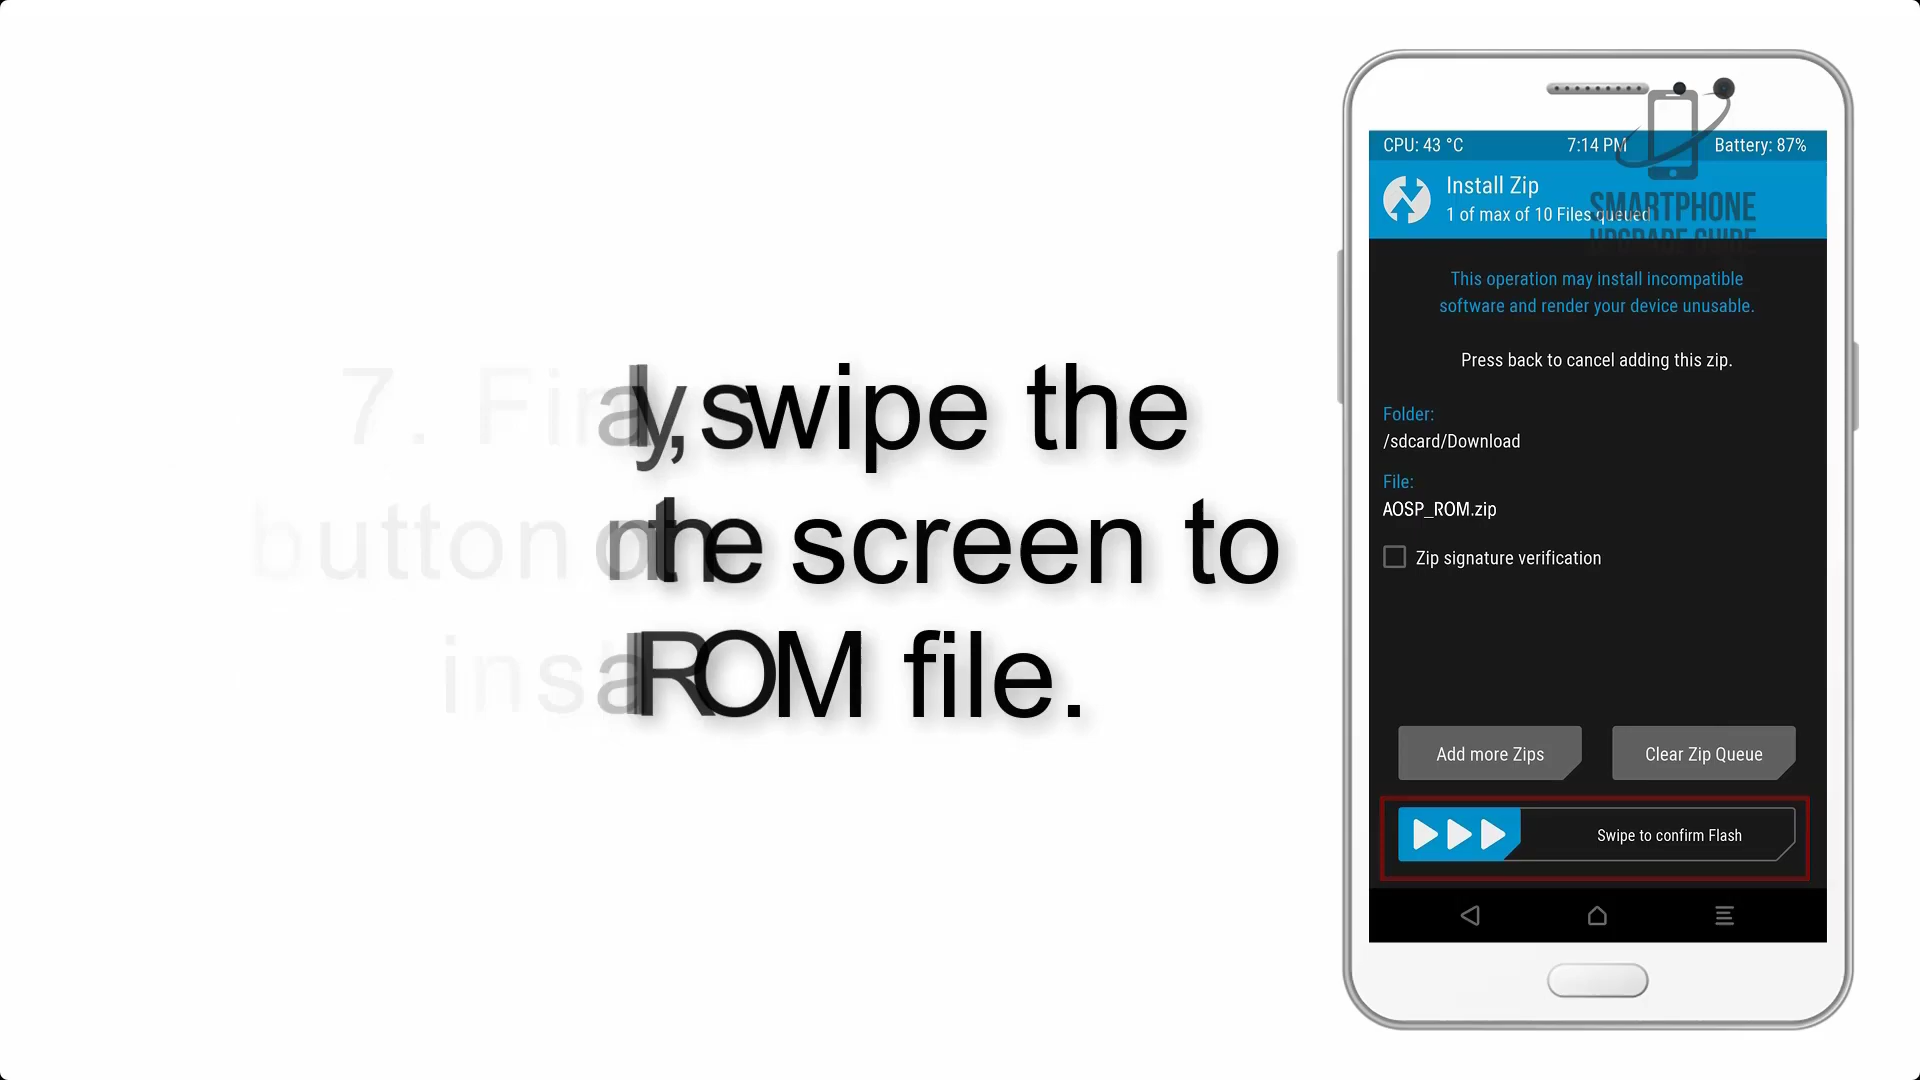 7. Finally, swipe the
button on the screen to
ROM file.
CPU: 43 °C
7:14 PM
Battery: 87%
Install Zip
1 of max of 10 Files queued
SMARTPHONE
UPGRADE GUIDE
This operation may install incompatible
software and render your device unusable.
Press back to cancel adding this zip.
Folder:
/sdcard/Download
File:
AOSP_ROM.zip
Zip signature verification
Add more Zips
Clear Zip Queue
Swipe to confirm Flash